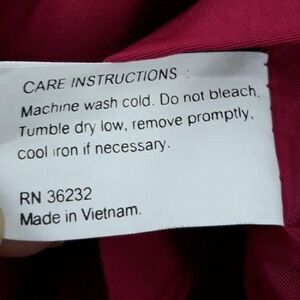 CARE INSTRUCTIONS :
Machine wash cold. Do not bleach.
Tumble dry low, remove promptly,
cool iron if necessary.
RN 36232
Made in Vietnam.